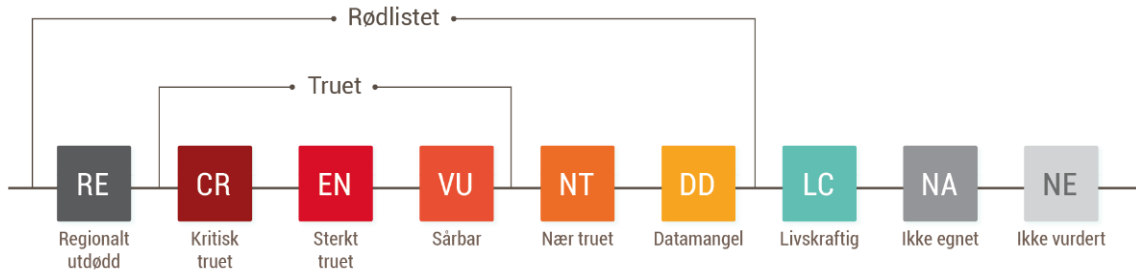 Rødlistet
Truet
RE
CR
EN
VU
NT
DD
LC
NA
NE
Regionalt
utdødd
Kritisk
truet
Sterkt
truet
Sårbar
Nær truet
Datamangel
Livskraftig
Ikke egnet
Ikke vurdert